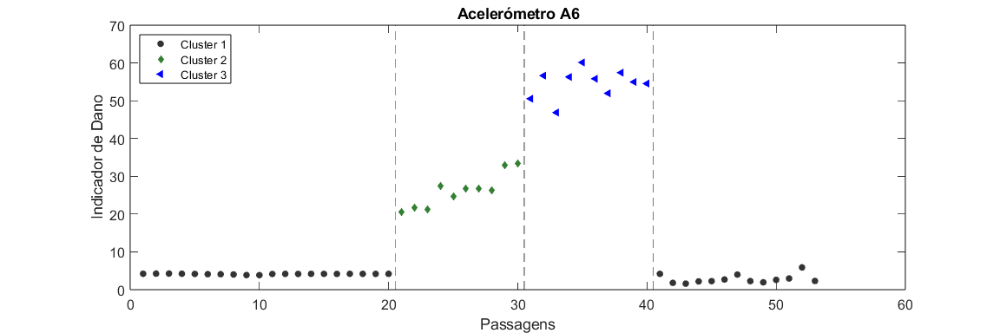 Acelerómetro A6
70
60
50
40
30
20
10
0
Indicador de Dano
Cluster 1
Cluster 2
Cluster 3
0 10 20 30 40 50 60
Passagens